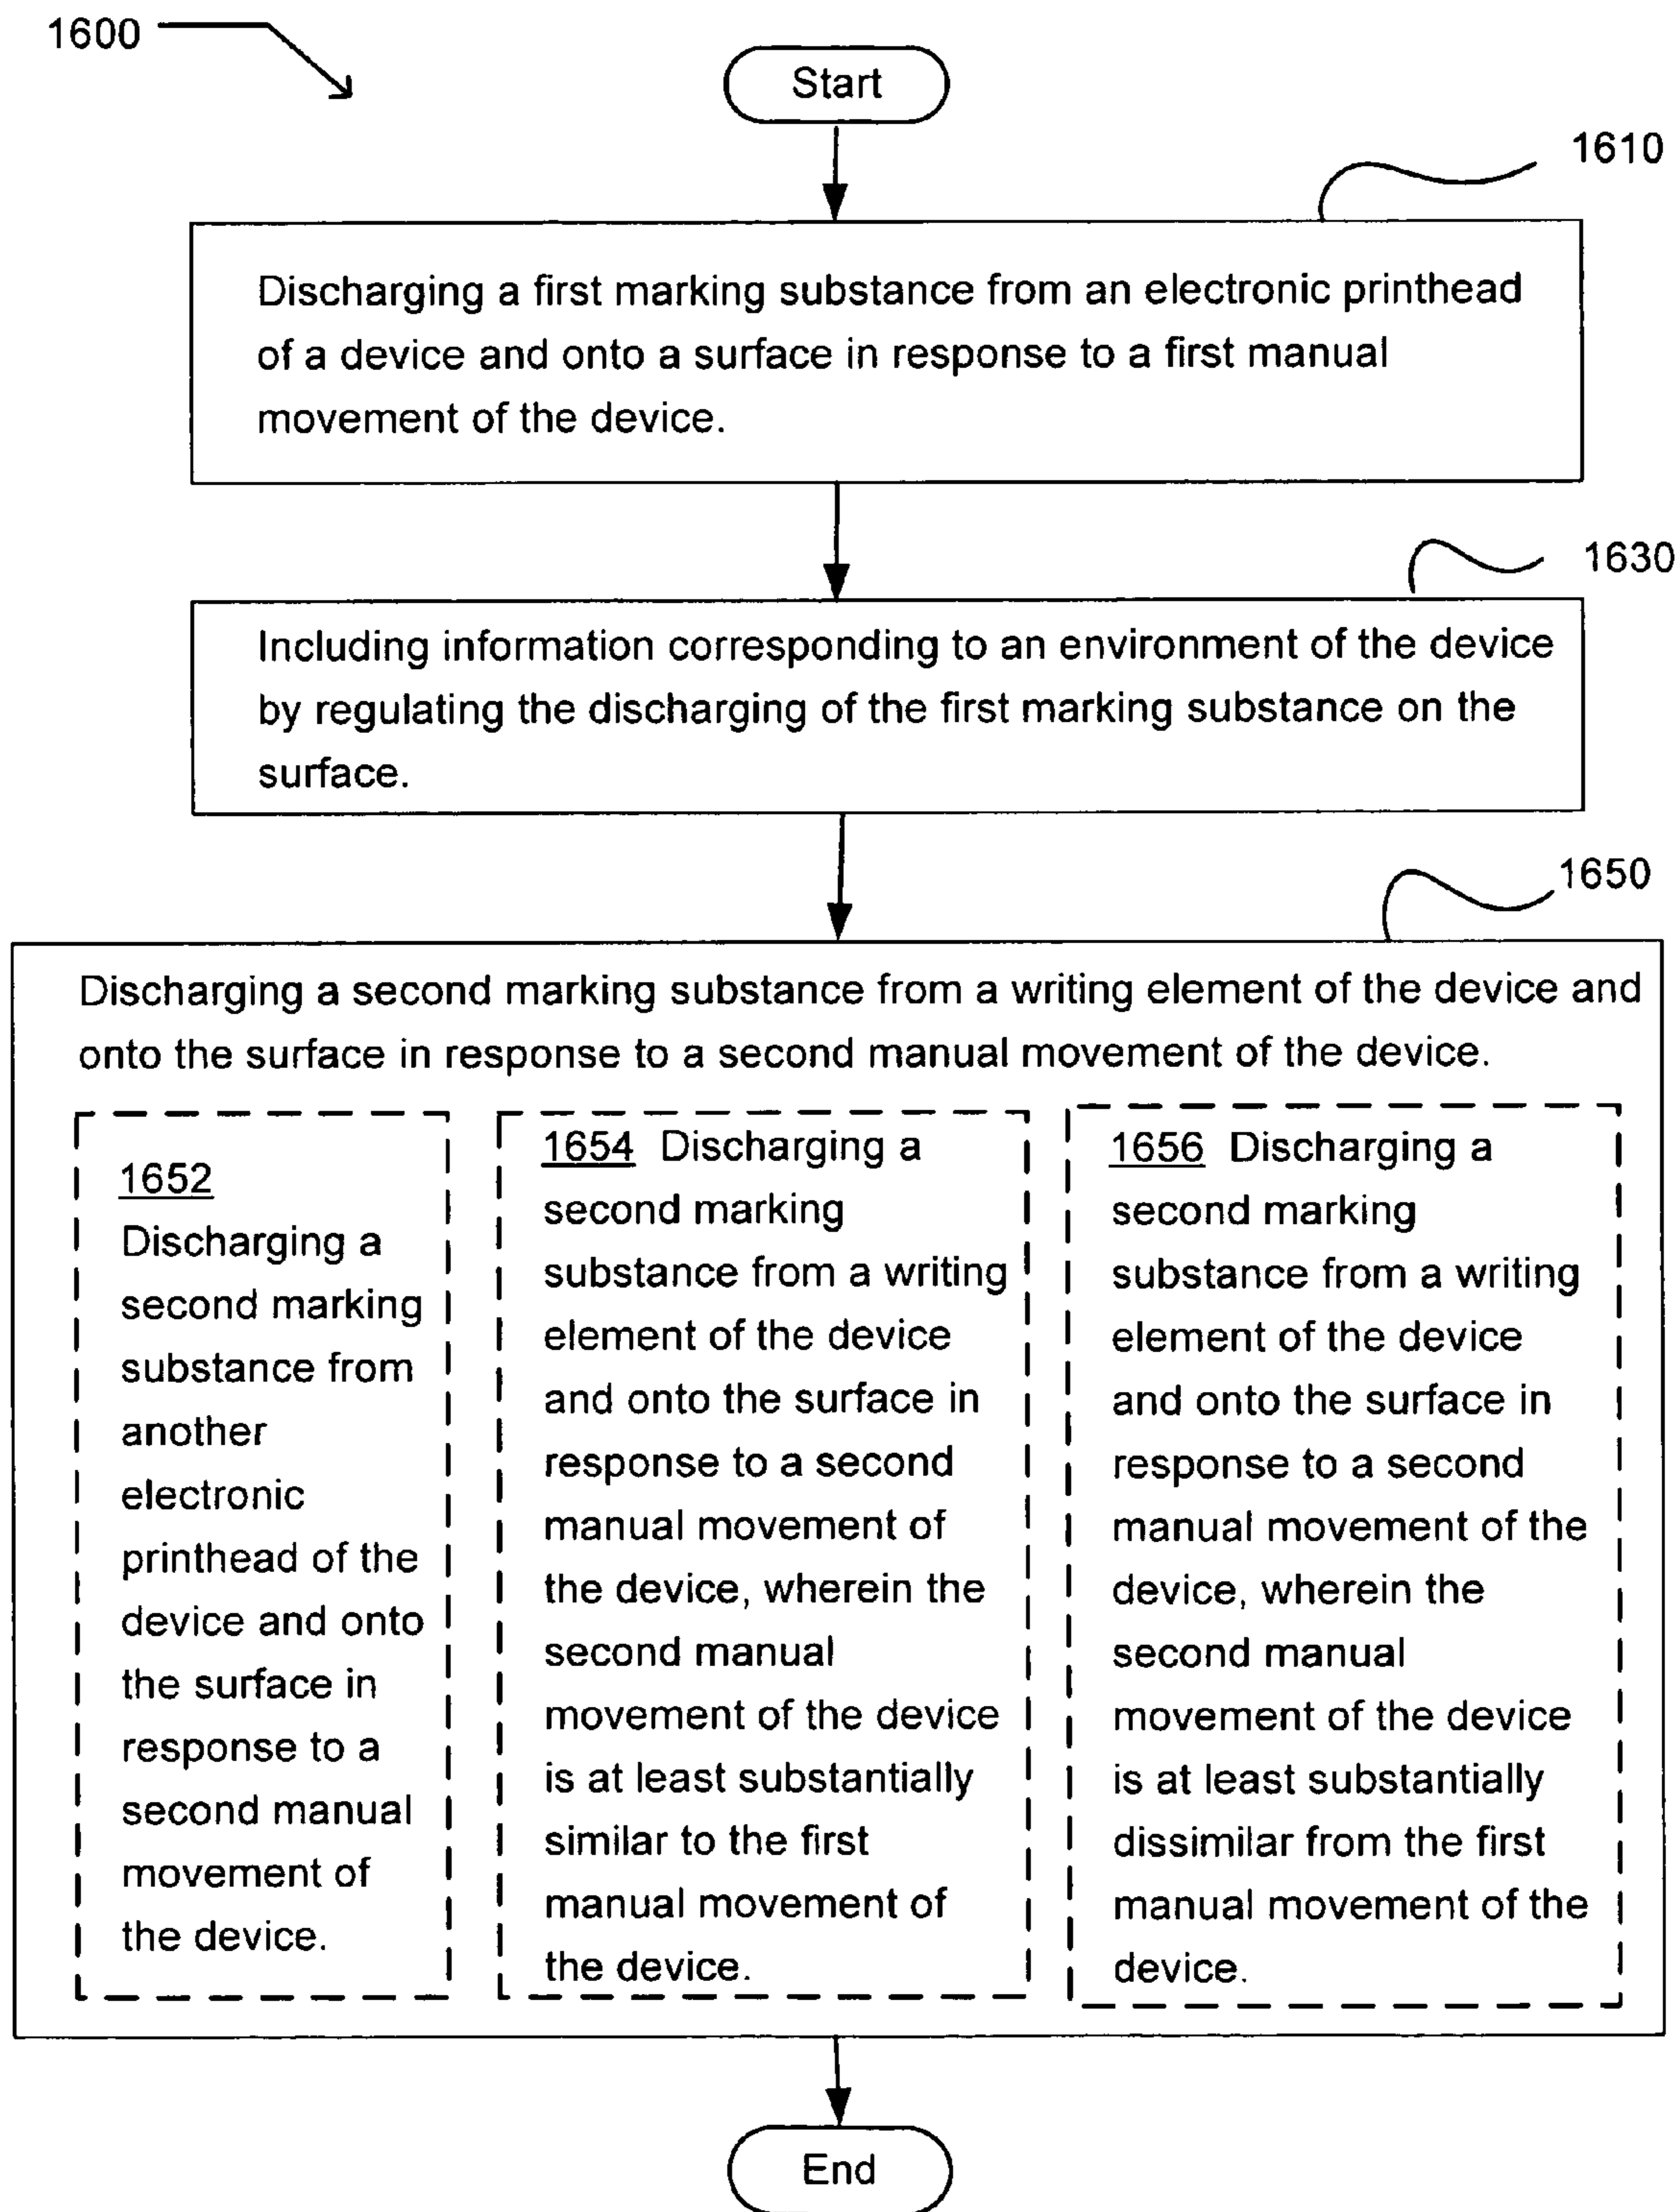 1600
Start
1610
Discharging a first marking substance from an electronic printhead
of a device and onto a surface in response to a first manual
movement of the device.
1630
Including information corresponding to an environment of the device
by regulating the discharging of the first marking substance on the
surface.
1650
Discharging a second marking substance from a writing element of the device and
onto the surface in response to a second manual movement of the device.
1652
Discharging a
second marking
substance from
another
electronic
printhead of the
device and onto
the surface in
response to a
second manual
movement of
the device.
1654 Discharging a
second marking
substance from a writing
element of the device
and onto the surface in
response to a second
manual movement of
the device, wherein the
second manual
movement of the device
is at least substantially
similar to the first
manual movement of
the device.
1656 Discharging a
second marking
substance from a writing
element of the device
and onto the surface in
response to a second
manual movement of the
device, wherein the
second manual
movement of the device
is at least substantially
dissimilar from the first
manual movement of the
device.
End